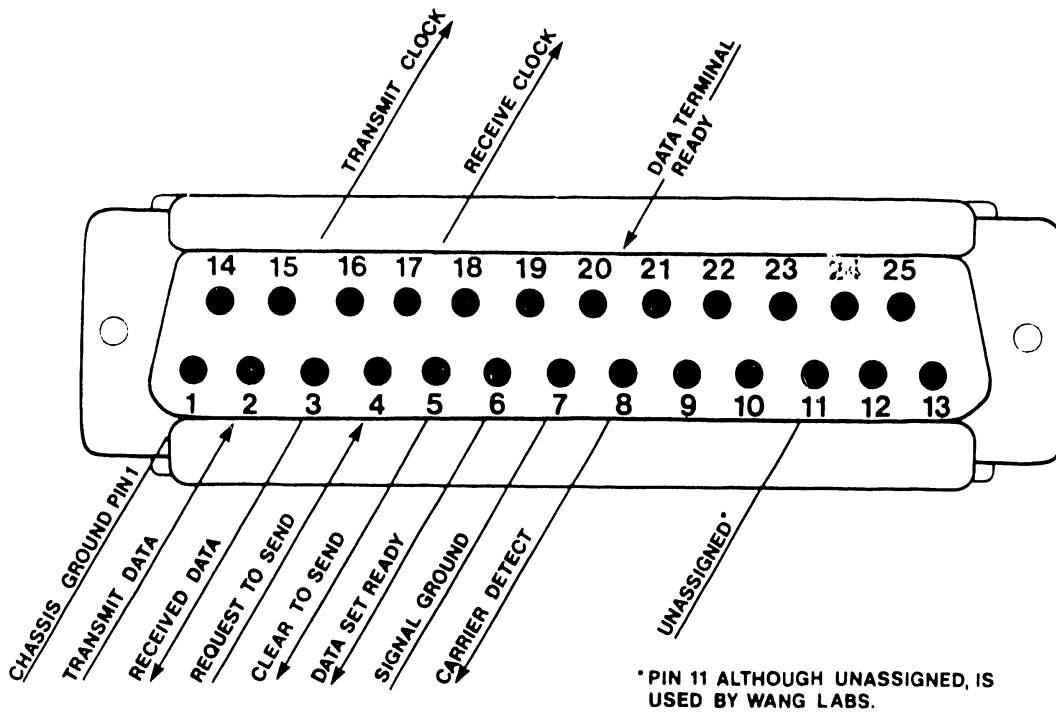 TRANSMIT CLOCK
RECEIVE CLOCK
DATA TERMINAL
READY
14 15 16 17 18 19 20 21 22 23 24 25
1 2 3 4 5 6 7 8 9 10 11 12 13
CHASSIS GROUND PIN 1
TRANSMIT DATA
RECEIVED DATA
REQUEST TO SEND
CLEAR TO SEND
DATA SET READY
SIGNAL GROUND
CARRIER DETECT
UNASSIGNED*
*PIN 11 ALTHOUGH UNASSIGNED, IS
USED BY WANG LABS.